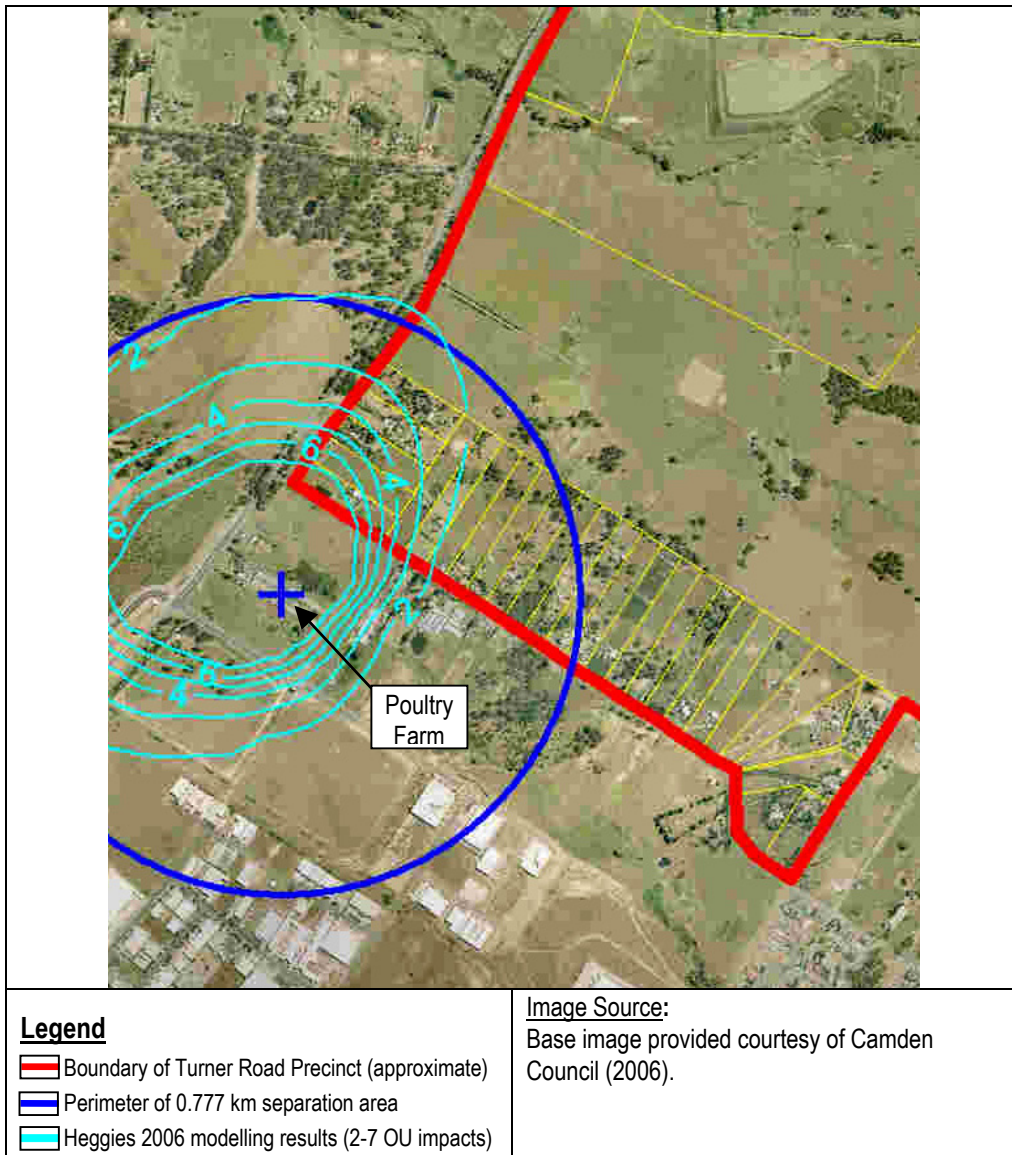 2
4
6
4
6
2
6
4
Poultry
Farm
Legend
Boundary of Turner Road Precinct (approximate)
Perimeter of 0.777 km separation area
Heggies 2006 modelling results (2-7 OU impacts)
Image Source:
Base image provided courtesy of Camden
Council (2006).